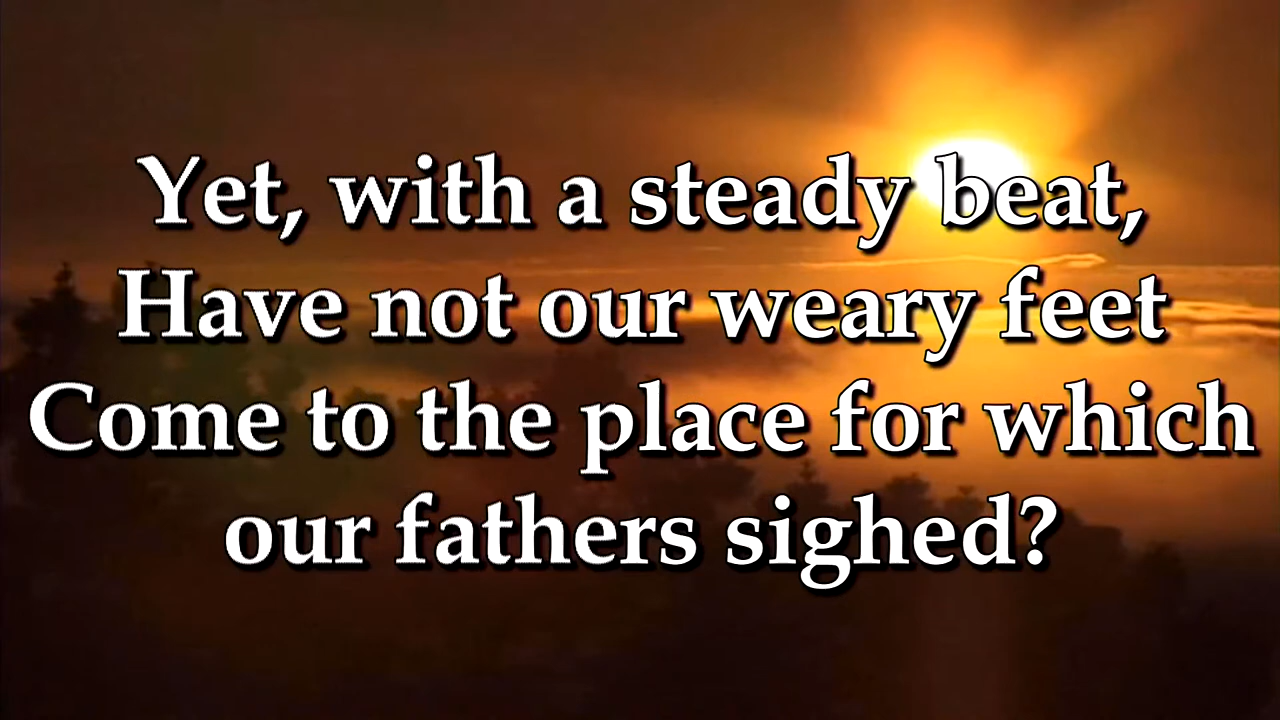 Yet, with a steady beat,
Have not our weary feet
Come to the place for which
our fathers sighed?